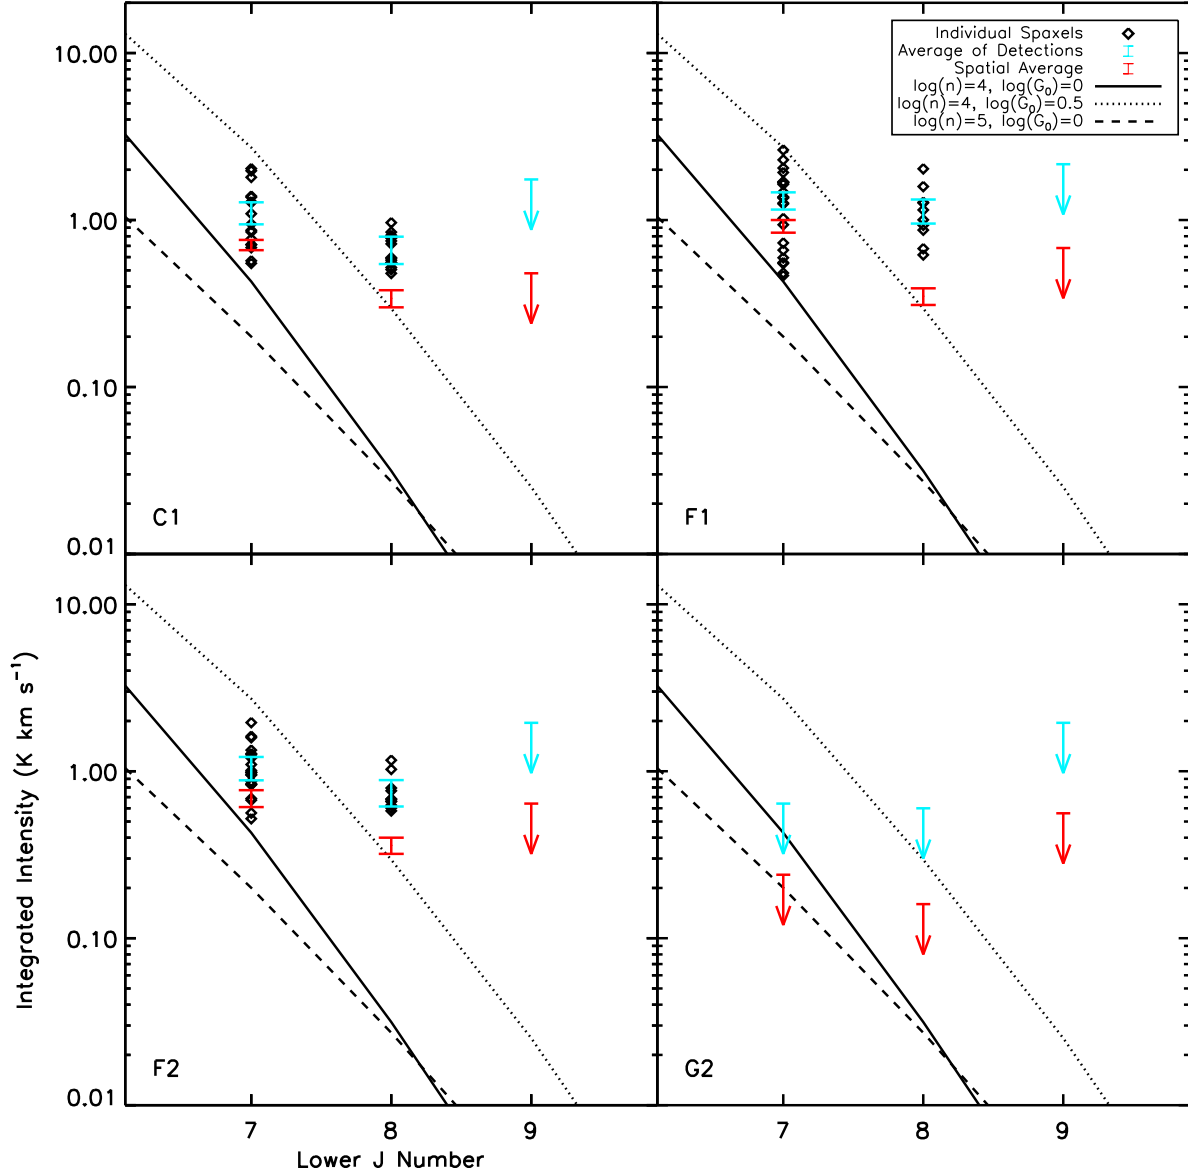 Individual Spaxels
Average of Detections
Spatial Average
log(n)=4, log(G₀)=0
log(n)=4, log(G₀)=0.5
log(n)=5, log(G₀)=0
10.00
1.00
0.10
0.01
C1
F1
10.00
1.00
0.10
0.01
F2
G2
7
8
9
7
8
9
Lower J Number
Integrated Intensity (K km s⁻¹)